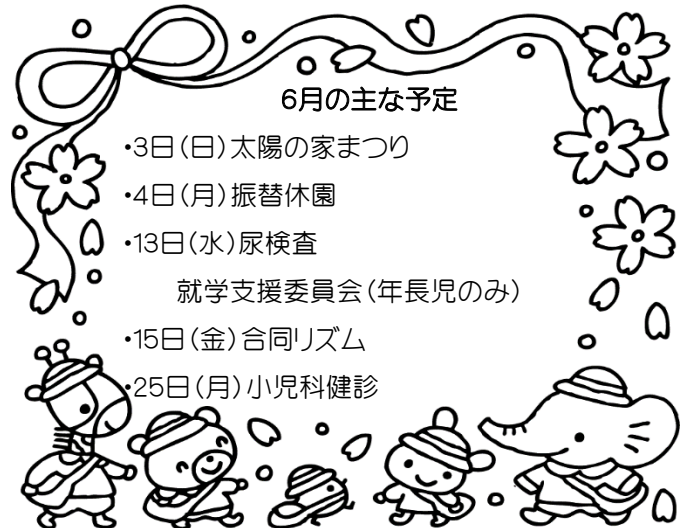 6月の主な予定
・3日(日)太陽の家まつり
・4日(月)振替休園
・13日(水)尿検査
就学支援委員会(年長児のみ)
・15日(金)合同リズム
・25日(月)小児科健診